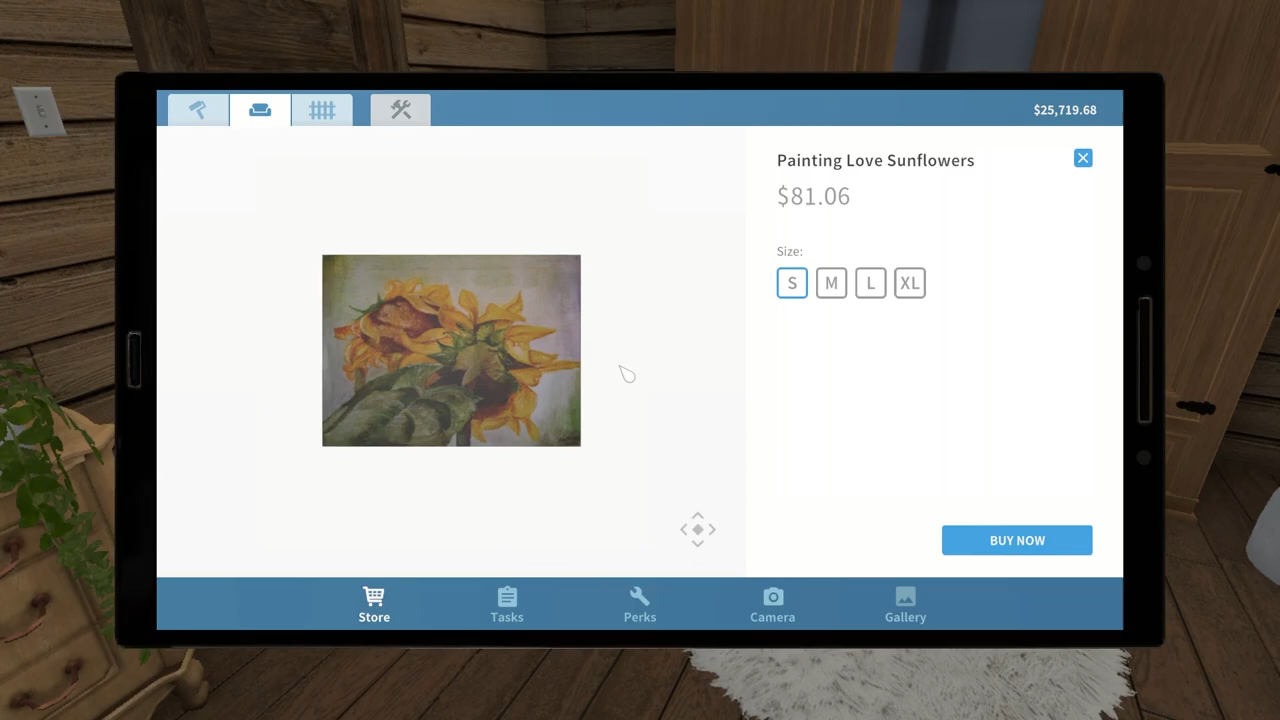 $25,719.68
Painting Love Sunflowers
$81.06
Size:
S M L XL
BUY NOW
Store Tasks Perks Camera Gallery